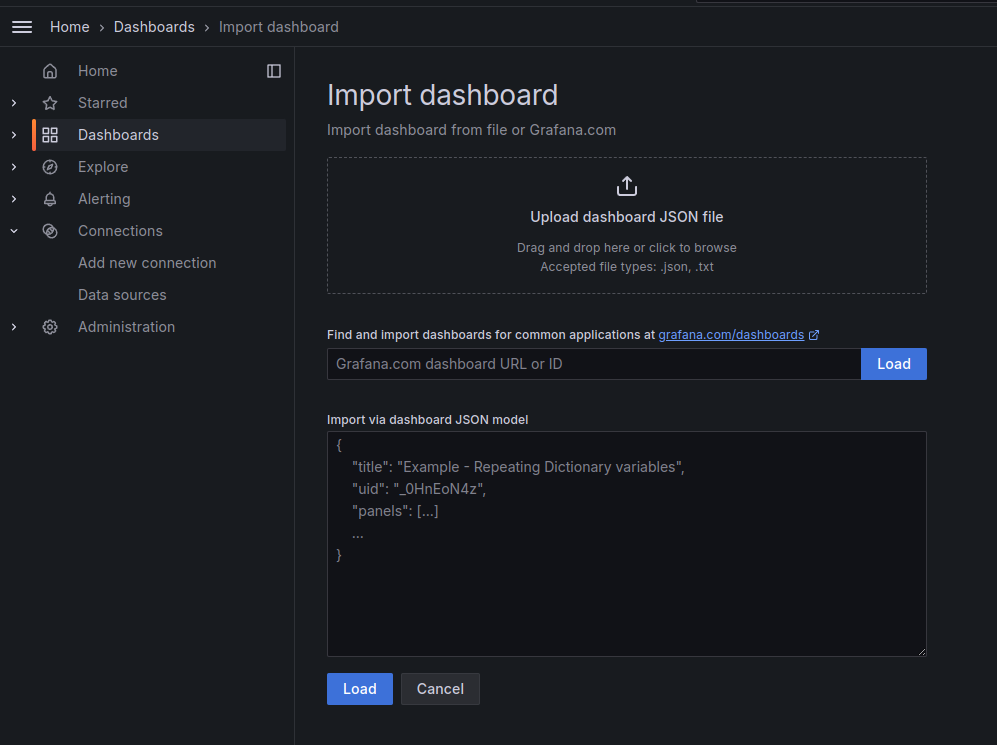 Home › Dashboards › Import dashboard
Home
Starred
Dashboards
Explore
Alerting
Connections
Add new connection
Data sources
Administration
Import dashboard
Import dashboard from file or Grafana.com
Upload dashboard JSON file
Drag and drop here or click to browse
Accepted file types: .json, .txt
Find and import dashboards for common applications at grafana.com/dashboards
Grafana.com dashboard URL or ID
Load
Import via dashboard JSON model
{
"title": "Example - Repeating Dictionary variables",
"uid": "_0HnEoN4z",
"panels": [...]
...
}
Load
Cancel